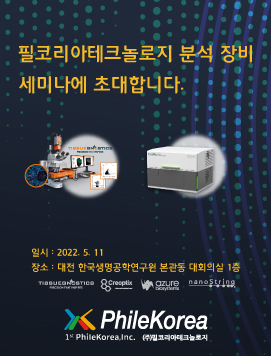 필코리아테크놀로지 분석 장비
세미나에 초대합니다.
TISSUEGNOSTICS
일시 : 2022. 5. 11
장소 : 대전 한국생명공학연구원 본관동 대회의실 1층
TISSUEGNOSTICS Creoptix azure biosystems nanoString
PhileKorea
1st PhileKorea.Inc. (주)필코리아테크놀로지